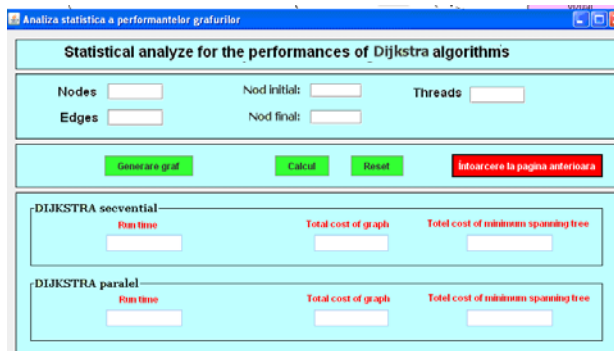 Analiza statistica a performantelor grafurilor
Statistical analyze for the performances of Dijkstra algorithms
Nodes Nod initial: Threads
Edges Nod final:
Generare graf Calcul Reset Întoarcere la pagina anterioara
DIJKSTRA secvential
Run time Total cost of graph Totel cost of minimum spanning tree
DIJKSTRA paralel
Run time Total cost of graph Totel cost of minimum spanning tree